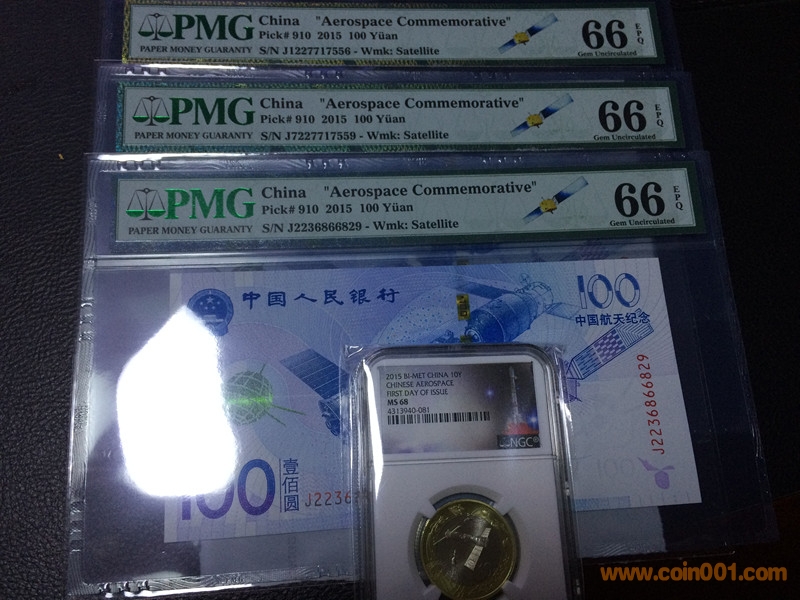 PMG
PAPER MONEY GUARANTY
China "Aerospace Commemorative"
Pick# 910 2015 100 Yüan
S/N J1227717556 - Wmk: Satellite
66 EPQ
Gem Uncirculated
PMG
PAPER MONEY GUARANTY
China "Aerospace Commemorative"
Pick# 910 2015 100 Yüan
S/N J7227717559 - Wmk: Satellite
66 EPQ
Gem Uncirculated
PMG
PAPER MONEY GUARANTY
China "Aerospace Commemorative"
Pick# 910 2015 100 Yüan
S/N J2236866829 - Wmk: Satellite
66 EPQ
Gem Uncirculated
中国人民银行
100
中国航天纪念
J2236866829
100
壹佰圆
J2236
2015 BI-MET CHINA 10Y
CHINESE AEROSPACE
FIRST DAY OF ISSUE
MS 68
4313940-081
NGC
www.coin001.com